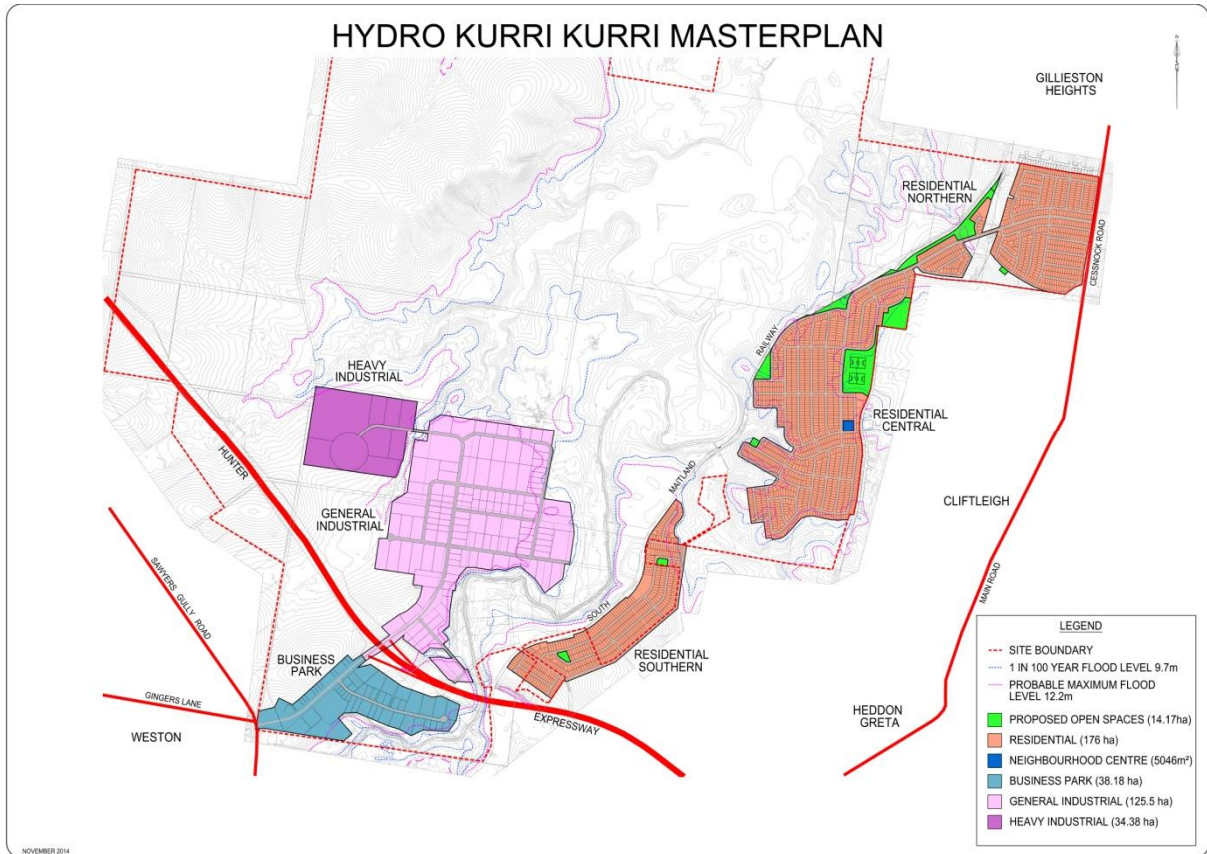 HYDRO KURRI KURRI MASTERPLAN
N
GILLIESTON
HEIGHTS
RESIDENTIAL
NORTHERN
CESSNOCK ROAD
RAILWAY
HEAVY
INDUSTRIAL
RESIDENTIAL
CENTRAL
HUNTER
MAITLAND
CLIFTLEIGH
GENERAL
INDUSTRIAL
SAWYERS GULLY ROAD
MAIN ROAD
SOUTH
RESIDENTIAL
SOUTHERN
BUSINESS
PARK
GINGERS LANE
WESTON
EXPRESSWAY
HEDDON
GRETA
LEGEND
SITE BOUNDARY
1 IN 100 YEAR FLOOD LEVEL 9.7m
PROBABLE MAXIMUM FLOOD
LEVEL 12.2m
PROPOSED OPEN SPACES (14.17ha)
RESIDENTIAL (176 ha)
NEIGHBOURHOOD CENTRE (5046m²)
BUSINESS PARK (38.18 ha)
GENERAL INDUSTRIAL (125.5 ha)
HEAVY INDUSTRIAL (34.38 ha)
NOVEMBER 2014